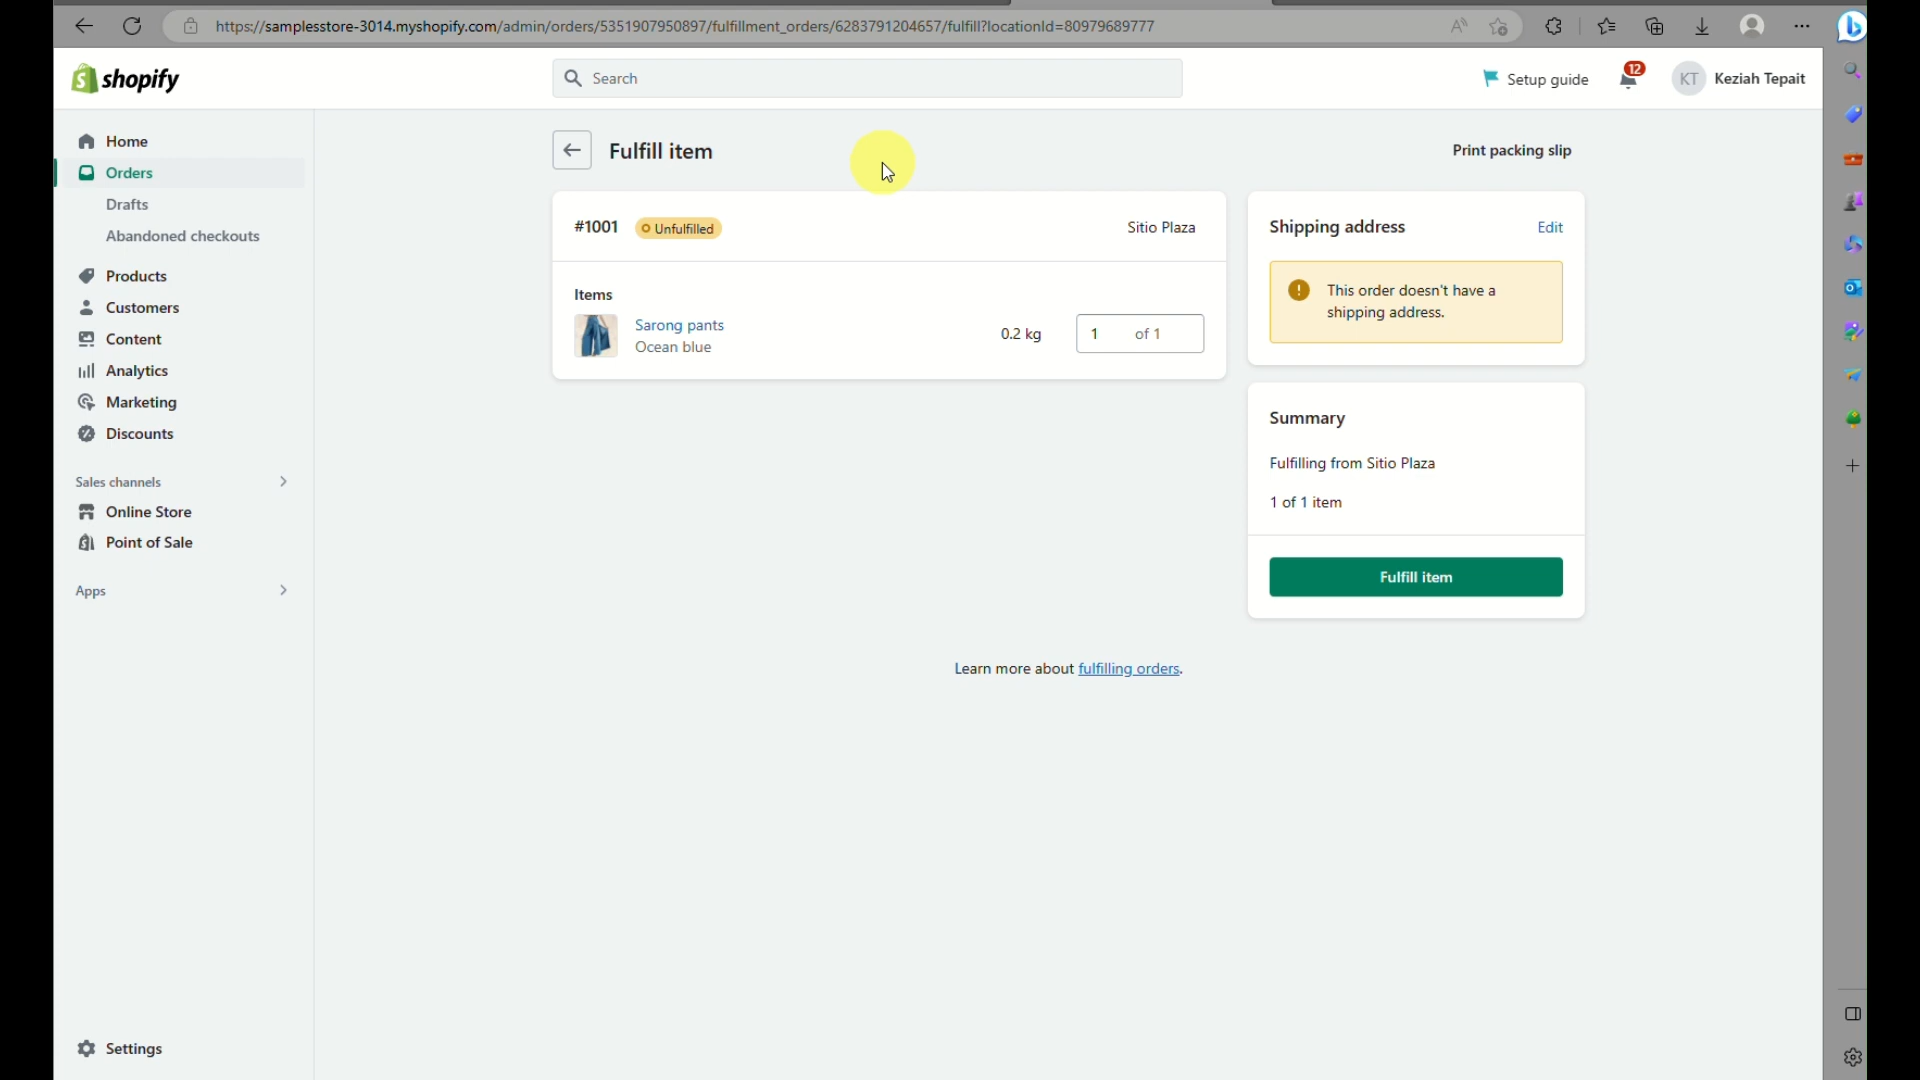 https://samplesstore-3014.myshopify.com/admin/orders/5351907950897/fulfillment_orders/6283791204657/fulfill?locationId=80979689777
shopify
Search
Setup guide
12
KT
Keziah Tepait
Home
Orders
Drafts
Abandoned checkouts
Products
Customers
Content
Analytics
Marketing
Discounts
Sales channels
Online Store
Point of Sale
Apps
Settings
Fulfill item
Print packing slip
#1001
Unfulfilled
Sitio Plaza
Items
Sarong pants
Ocean blue
0.2 kg
1 of 1
Shipping address
Edit
This order doesn't have a
shipping address.
Summary
Fulfilling from Sitio Plaza
1 of 1 item
Fulfill item
Learn more about fulfilling orders.